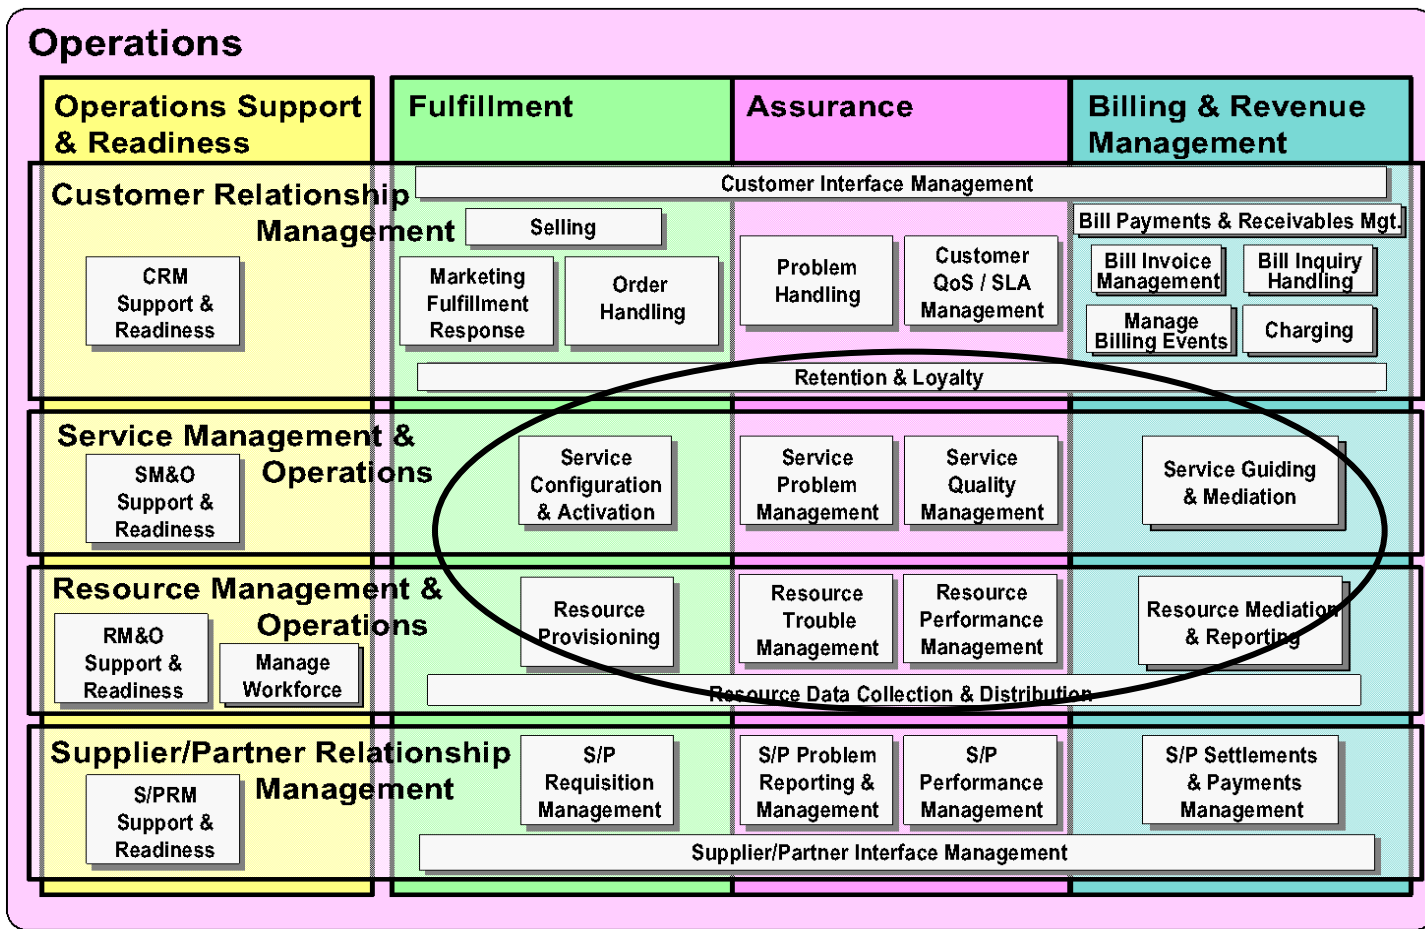 Operations
Operations Support
& Readiness
Fulfillment
Assurance
Billing & Revenue
Management
Customer Relationship
Management
Customer Interface Management
Selling
Bill Payments & Receivables Mgt.
CRM
Support &
Readiness
Marketing
Fulfillment
Response
Order
Handling
Problem
Handling
Customer
QoS / SLA
Management
Bill Invoice
Management
Bill Inquiry
Handling
Manage
Billing Events
Charging
Retention & Loyalty
Service Management &
Operations
SM&O
Support &
Readiness
Service
Configuration
& Activation
Service
Problem
Management
Service
Quality
Management
Service Guiding
& Mediation
Resource Management &
Operations
RM&O
Support &
Readiness
Manage
Workforce
Resource
Provisioning
Resource
Trouble
Management
Resource
Performance
Management
Resource Mediation
& Reporting
Resource Data Collection & Distribution
Supplier/Partner Relationship
Management
S/PRM
Support &
Readiness
S/P
Requisition
Management
S/P Problem
Reporting &
Management
S/P
Performance
Management
S/P Settlements
& Payments
Management
Supplier/Partner Interface Management